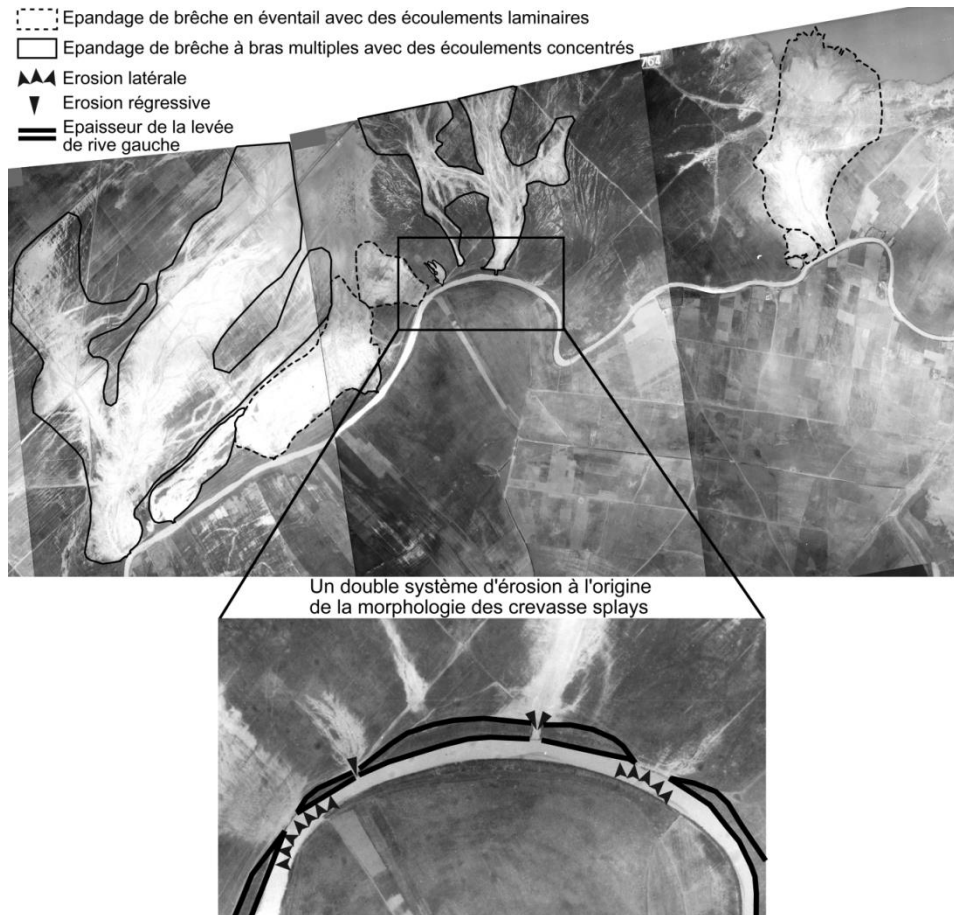 Epandage de brêche en éventail avec des écoulements laminaires
Epandage de brêche à bras multiples avec des écoulements concentrés
Erosion latérale
Erosion régressive
Epaisseur de la levée
de rive gauche
764
Un double système d'érosion à l'origine
de la morphologie des crevasse splays